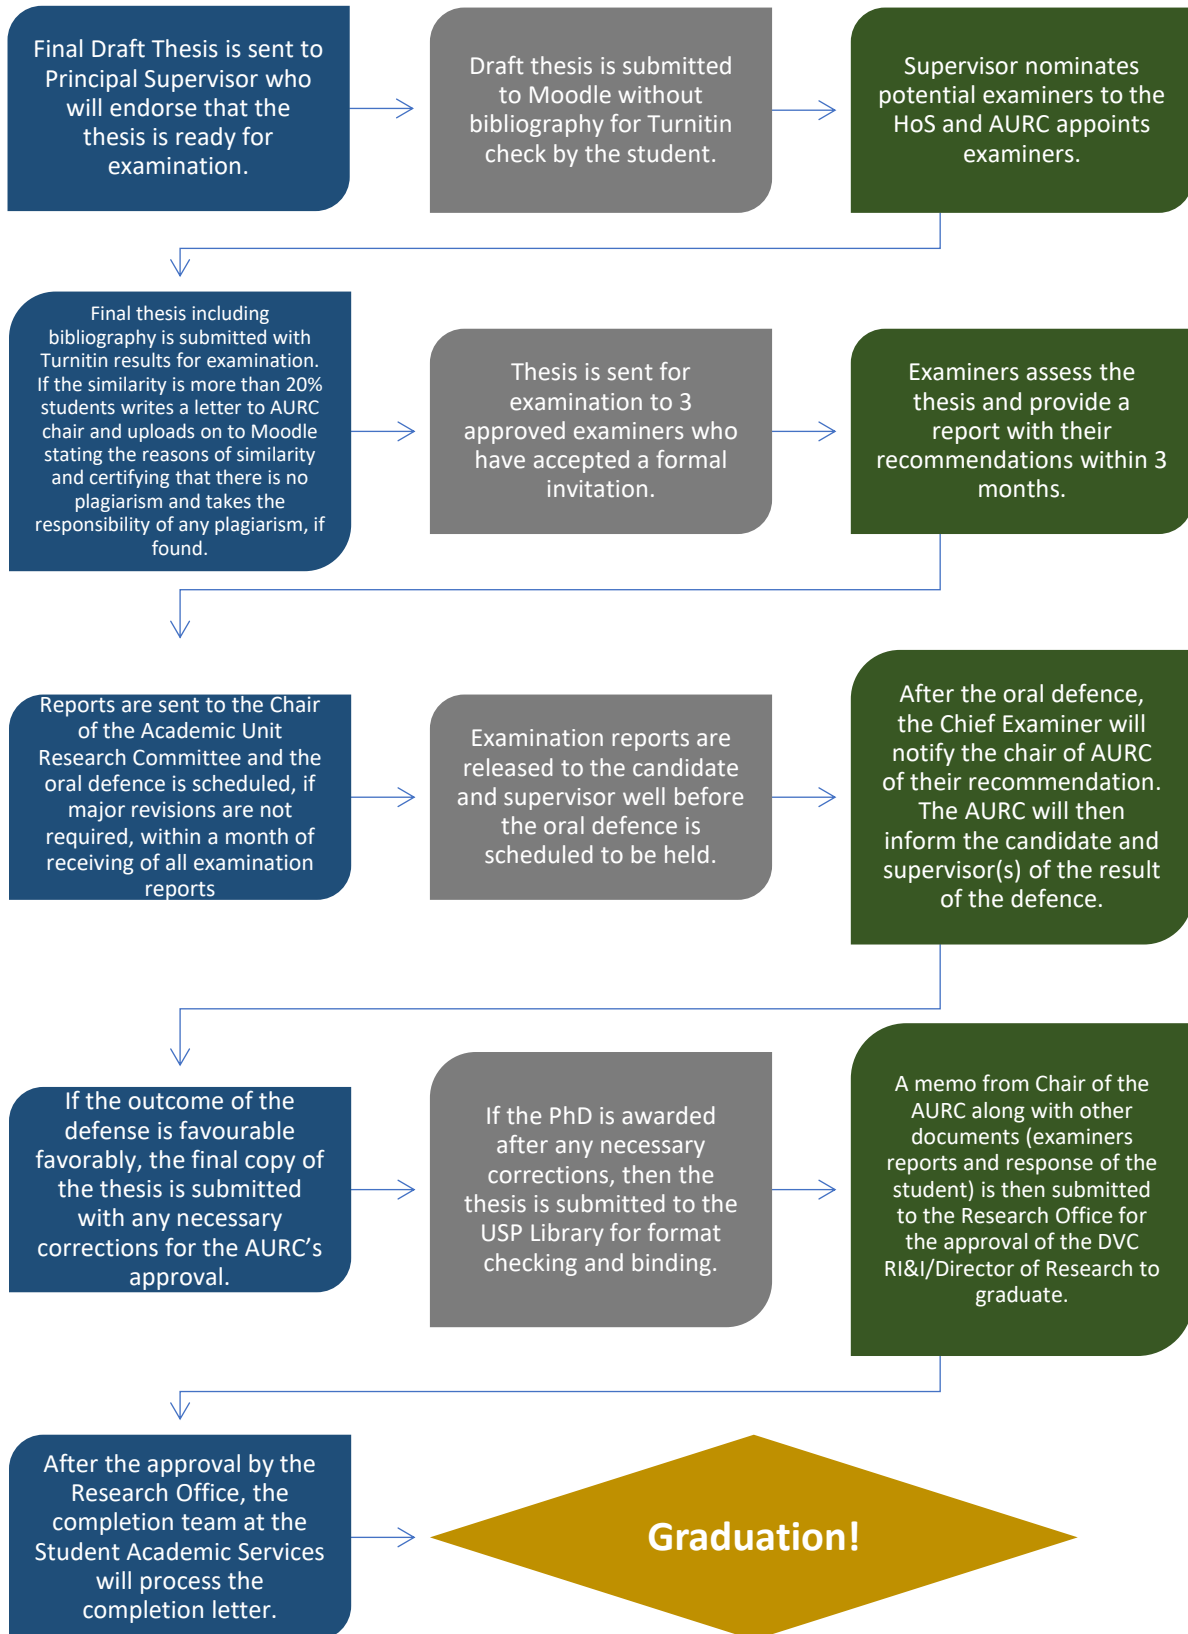 Final Draft Thesis is sent to
Principal Supervisor who
will endorse that the
thesis is ready for
examination.
Draft thesis is submitted
to Moodle without
bibliography for Turnitin
check by the student.
Supervisor nominates
potential examiners to the
HoS and AURC appoints
examiners.
Final thesis including
bibliography is submitted with
Turnitin results for examination.
If the similarity is more than 20%
students writes a letter to AURC
chair and uploads on to Moodle
stating the reasons of similarity
and certifying that there is no
plagiarism and takes the
responsibility of any plagiarism, if
found.
Thesis is sent for
examination to 3
approved examiners who
have accepted a formal
invitation.
Examiners assess the
thesis and provide a
report with their
recommendations within 3
months.
Reports are sent to the Chair
of the Academic Unit
Research Committee and the
oral defence is scheduled, if
major revisions are not
required, within a month of
receiving of all examination
reports
Examination reports are
released to the candidate
and supervisor well before
the oral defence is
scheduled to be held.
After the oral defence,
the Chief Examiner will
notify the chair of AURC
of their recommendation.
The AURC will then
inform the candidate and
supervisor(s) of the result
of the defence.
If the outcome of the
defense is favourable
favorably, the final copy of
the thesis is submitted
with any necessary
corrections for the AURC’s
approval.
If the PhD is awarded
after any necessary
corrections, then the
thesis is submitted to the
USP Library for format
checking and binding.
A memo from Chair of the
AURC along with other
documents (examiners
reports and response of the
student) is then submitted
to the Research Office for
the approval of the DVC
RI&I/Director of Research to
graduate.
After the approval by the
Research Office, the
completion team at the
Student Academic Services
will process the
completion letter.
Graduation!